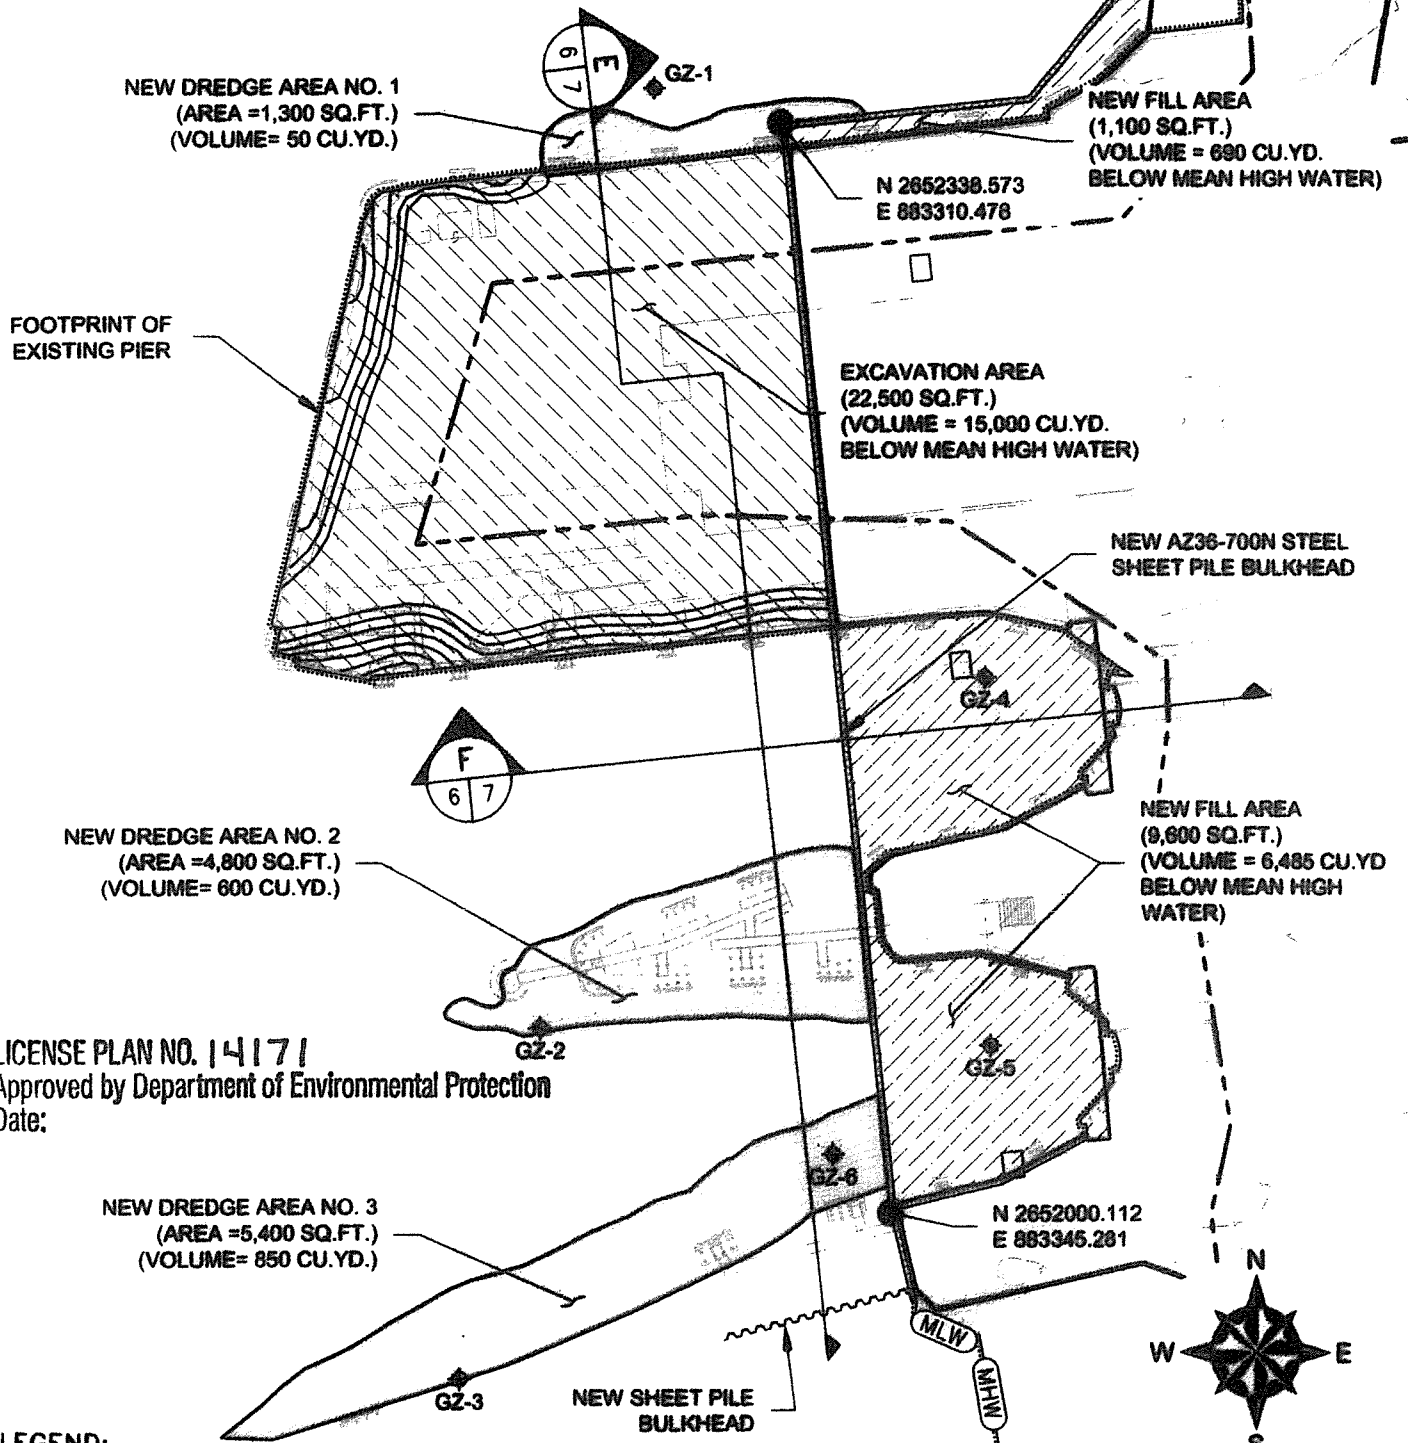 E
6 7
GZ-1
NEW DREDGE AREA NO. 1
(AREA =1,300 SQ.FT.)
(VOLUME= 50 CU.YD.)
NEW FILL AREA
(1,100 SQ.FT.)
(VOLUME = 690 CU.YD.
BELOW MEAN HIGH WATER)
N 2652338.573
E 883310.478
FOOTPRINT OF
EXISTING PIER
EXCAVATION AREA
(22,500 SQ.FT.)
(VOLUME = 15,000 CU.YD.
BELOW MEAN HIGH WATER)
NEW AZ36-700N STEEL
SHEET PILE BULKHEAD
GZ-4
F
6 7
NEW DREDGE AREA NO. 2
(AREA =4,800 SQ.FT.)
(VOLUME= 600 CU.YD.)
NEW FILL AREA
(9,600 SQ.FT.)
(VOLUME = 6,485 CU.YD
BELOW MEAN HIGH
WATER)
GZ-2
GZ-5
LICENSE PLAN NO. 14171
Approved by Department of Environmental Protection
Date:
GZ-6
NEW DREDGE AREA NO. 3
(AREA =5,400 SQ.FT.)
(VOLUME= 850 CU.YD.)
N 2652000.112
E 883345.281
N
W E
S
MLW
MHW
GZ-3
NEW SHEET PILE
BULKHEAD
LEGEND: